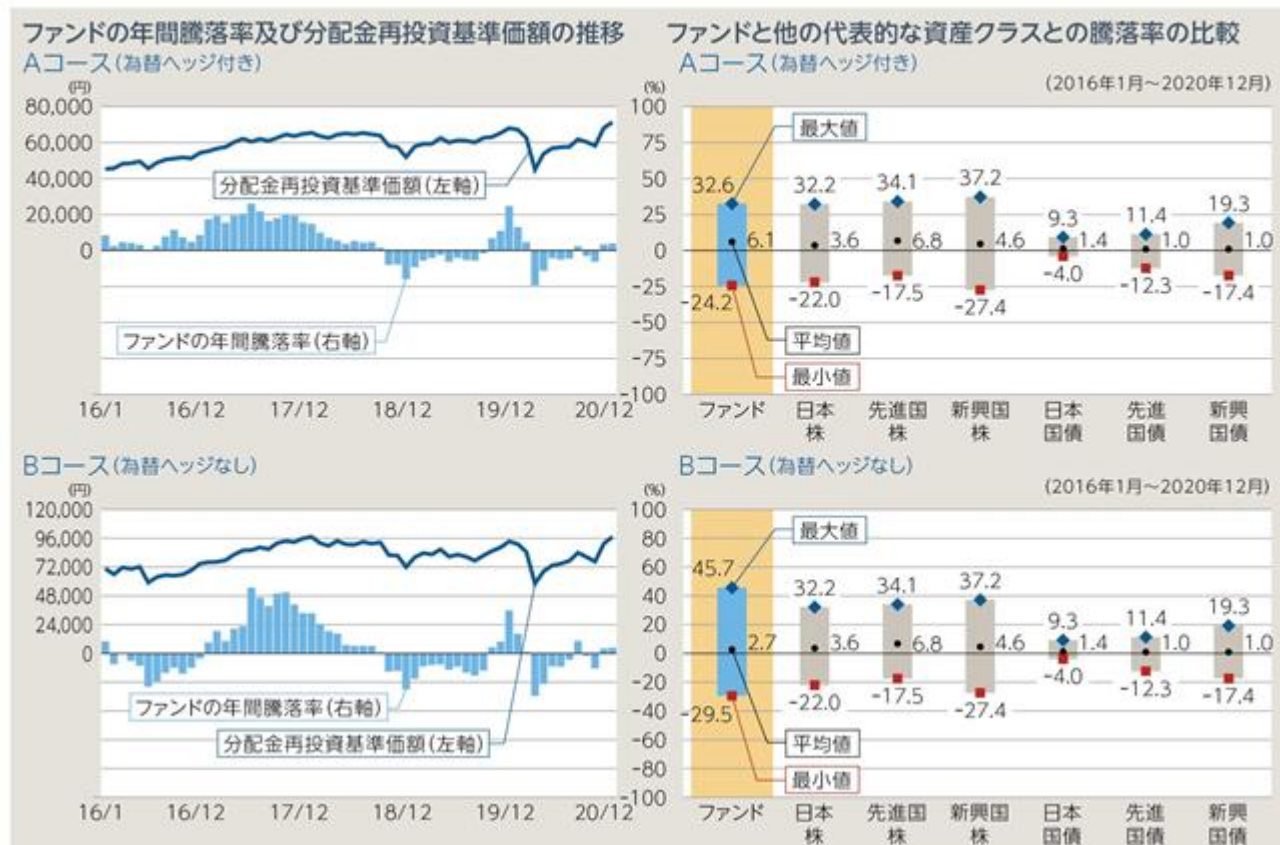 ファンドの年間騰落率及び分配金再投資基準価額の推移
Aコース(為替ヘッジ付き)
(円)
80,000
60,000
40,000
20,000
0
(%)
100
75
50
25
0
-25
-50
-75
-100
分配金再投資基準価額(左軸)
ファンドの年間騰落率(右軸)
16/1 16/12 17/12 18/12 19/12 20/12
ファンドと他の代表的な資産クラスとの騰落率の比較
Aコース(為替ヘッジ付き)
(2016年1月～2020年12月)
最大値
32.6 32.2 34.1 37.2 9.3 11.4 19.3
6.1 3.6 6.8 4.6 1.4 1.0 1.0
-24.2 -22.0 -17.5 -27.4 -4.0 -12.3 -17.4
平均値
最小値
ファンド 日本 先進国 新興国 日本 先進 新興
株 株 株 国債 国債 国債
Bコース(為替ヘッジなし)
(円)
120,000
96,000
72,000
48,000
24,000
0
(%)
100
80
60
40
20
0
-20
-40
-60
-80
-100
ファンドの年間騰落率(右軸)
分配金再投資基準価額(左軸)
16/1 16/12 17/12 18/12 19/12 20/12
Bコース(為替ヘッジなし)
(2016年1月～2020年12月)
最大値
45.7 32.2 34.1 37.2 9.3 11.4 19.3
2.7 3.6 6.8 4.6 1.4 1.0 1.0
-29.5 -22.0 -17.5 -27.4 -4.0 -12.3 -17.4
平均値
最小値
ファンド 日本 先進国 新興国 日本 先進 新興
株 株 株 国債 国債 国債